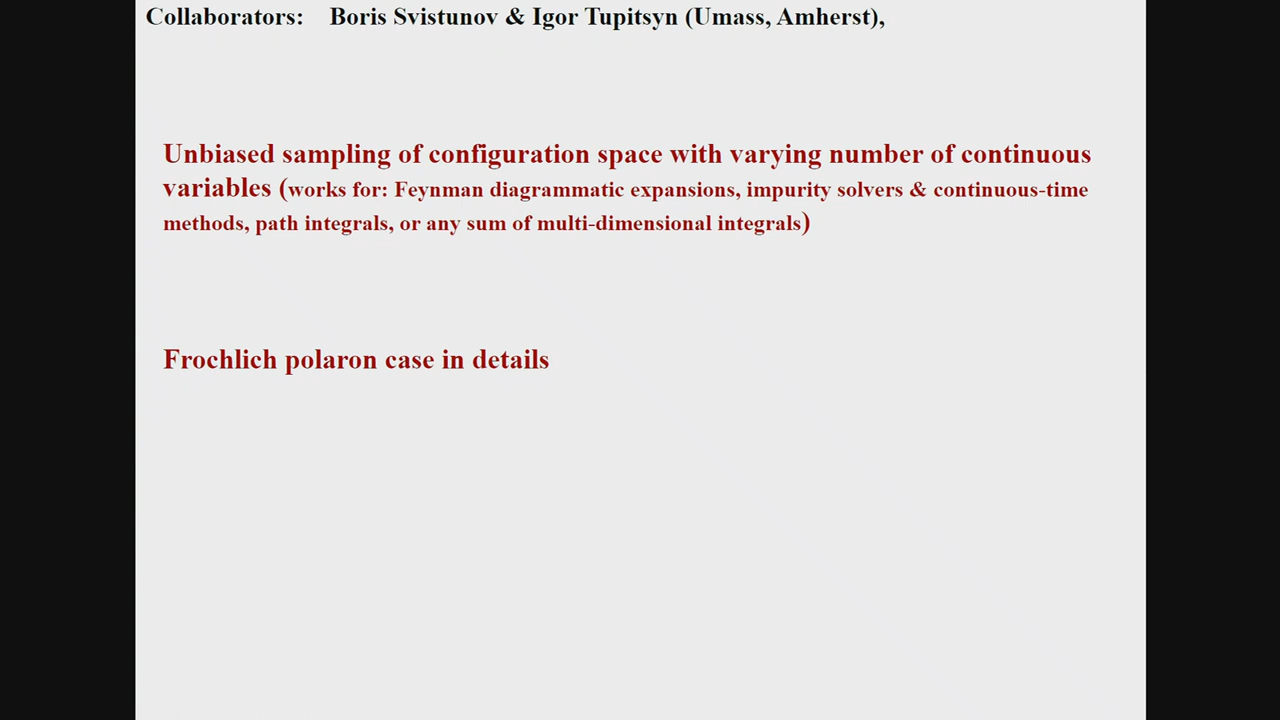 Collaborators: Boris Svistunov & Igor Tupitsyn (Umass, Amherst),
Unbiased sampling of configuration space with varying number of continuous
variables (works for: Feynman diagrammatic expansions, impurity solvers & continuous-time
methods, path integrals, or any sum of multi-dimensional integrals)
Frochlich polaron case in details